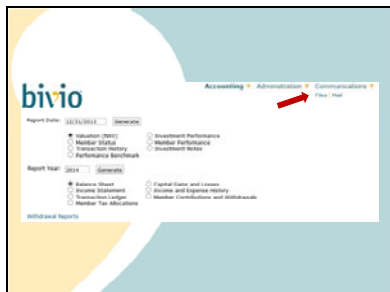 bivio
Accounting Administration Communications
Files Mail
Report Date: 12/31/2013 Generate
Valuation (NAV) Investment Performance
Member Status Member Performance
Transaction History Investment Notes
Performance Benchmark
Report Year: 2014 Generate
Balance Sheet Capital Gains and Losses
Income Statement Income and Expense History
Transaction Ledger Member Contributions and Withdrawals
Member Tax Allocations
Withdrawal Reports